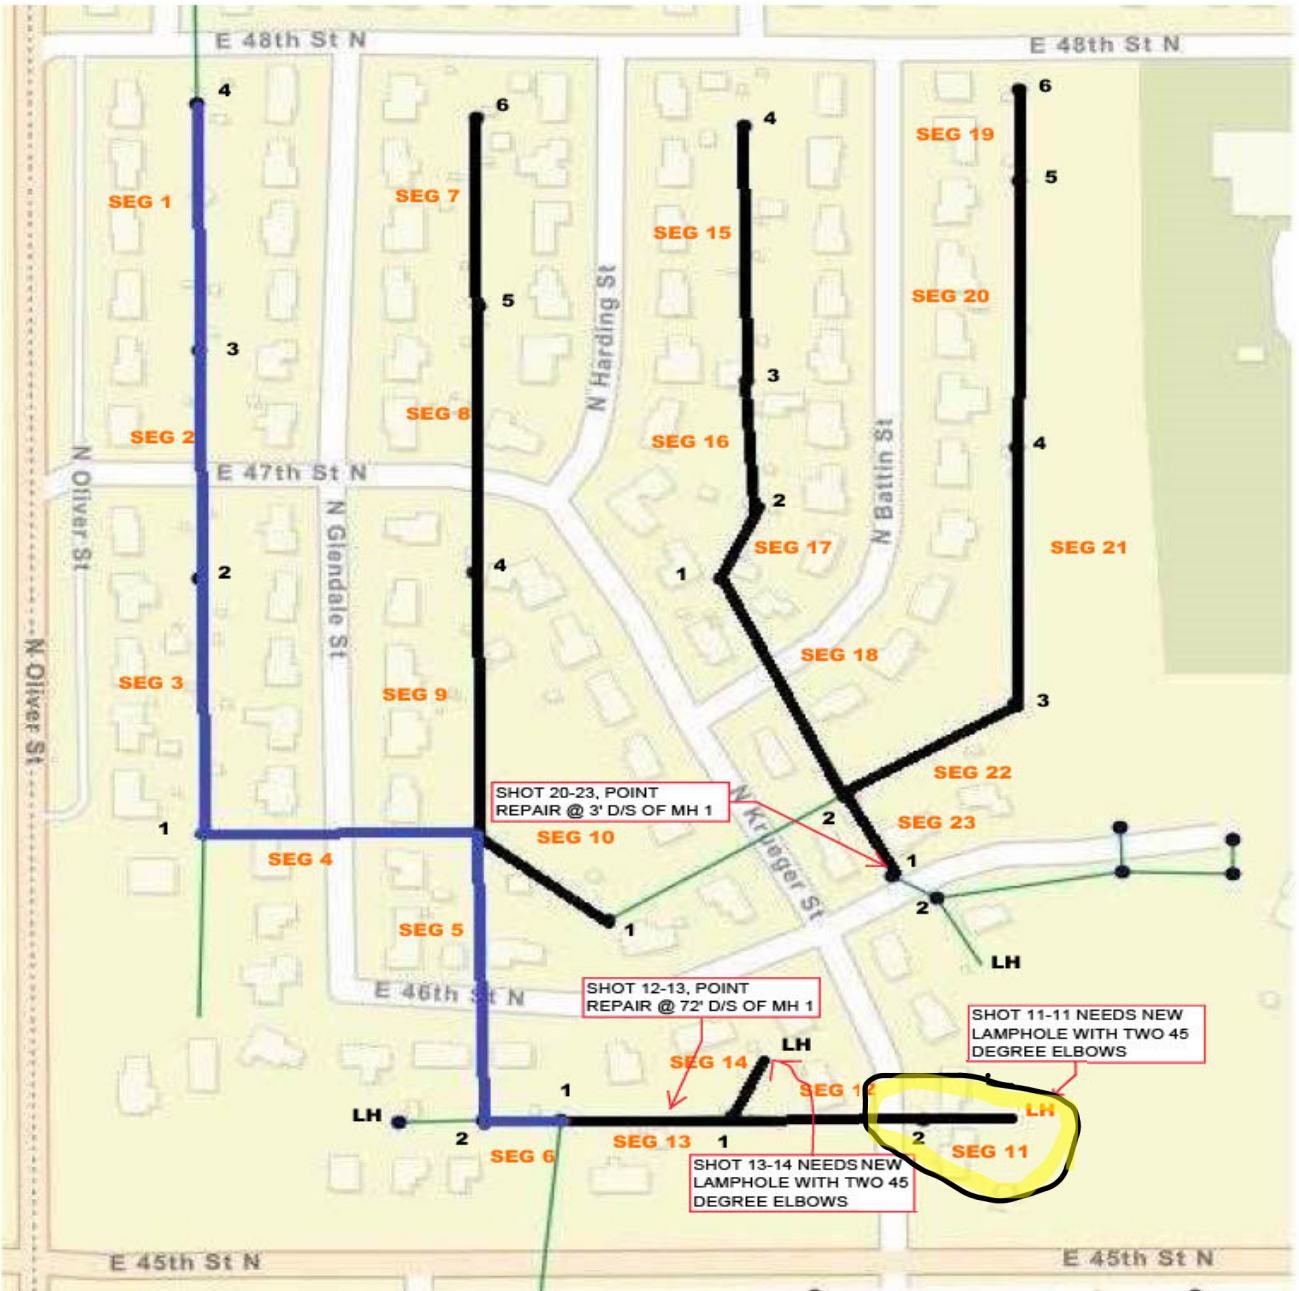 E 48th St N
E 48th St N
4
6
4
6
SEG 19
5
SEG 1
SEG 7
SEG 15
5
SEG 20
3
N Harding St
3
SEG 8
SEG 2
SEG 16
4
E 47th St N
N Oliver St
N Glendale St
N Battin St
2
SEG 17
SEG 21
2
4
1
SEG 18
SEG 3
SEG 9
N Oliver St
3
SEG 22
SHOT 20-23, POINT
REPAIR @ 3' D/S OF MH 1
N Krueger St
2
SEG 23
1
SEG 10
SEG 4
1
2
SEG 5
1
LH
E 46th St N
SHOT 12-13, POINT
REPAIR @ 72' D/S OF MH 1
SHOT 11-11 NEEDS NEW
LAMPHOLE WITH TWO 45
DEGREE ELBOWS
LH
SEG 14
SEG 12
1
LH
LH
2
SEG 6
SEG 13
1
2
SEG 11
SHOT 13-14 NEEDS NEW
LAMPHOLE WITH TWO 45
DEGREE ELBOWS
E 45th St N
E 45th St N